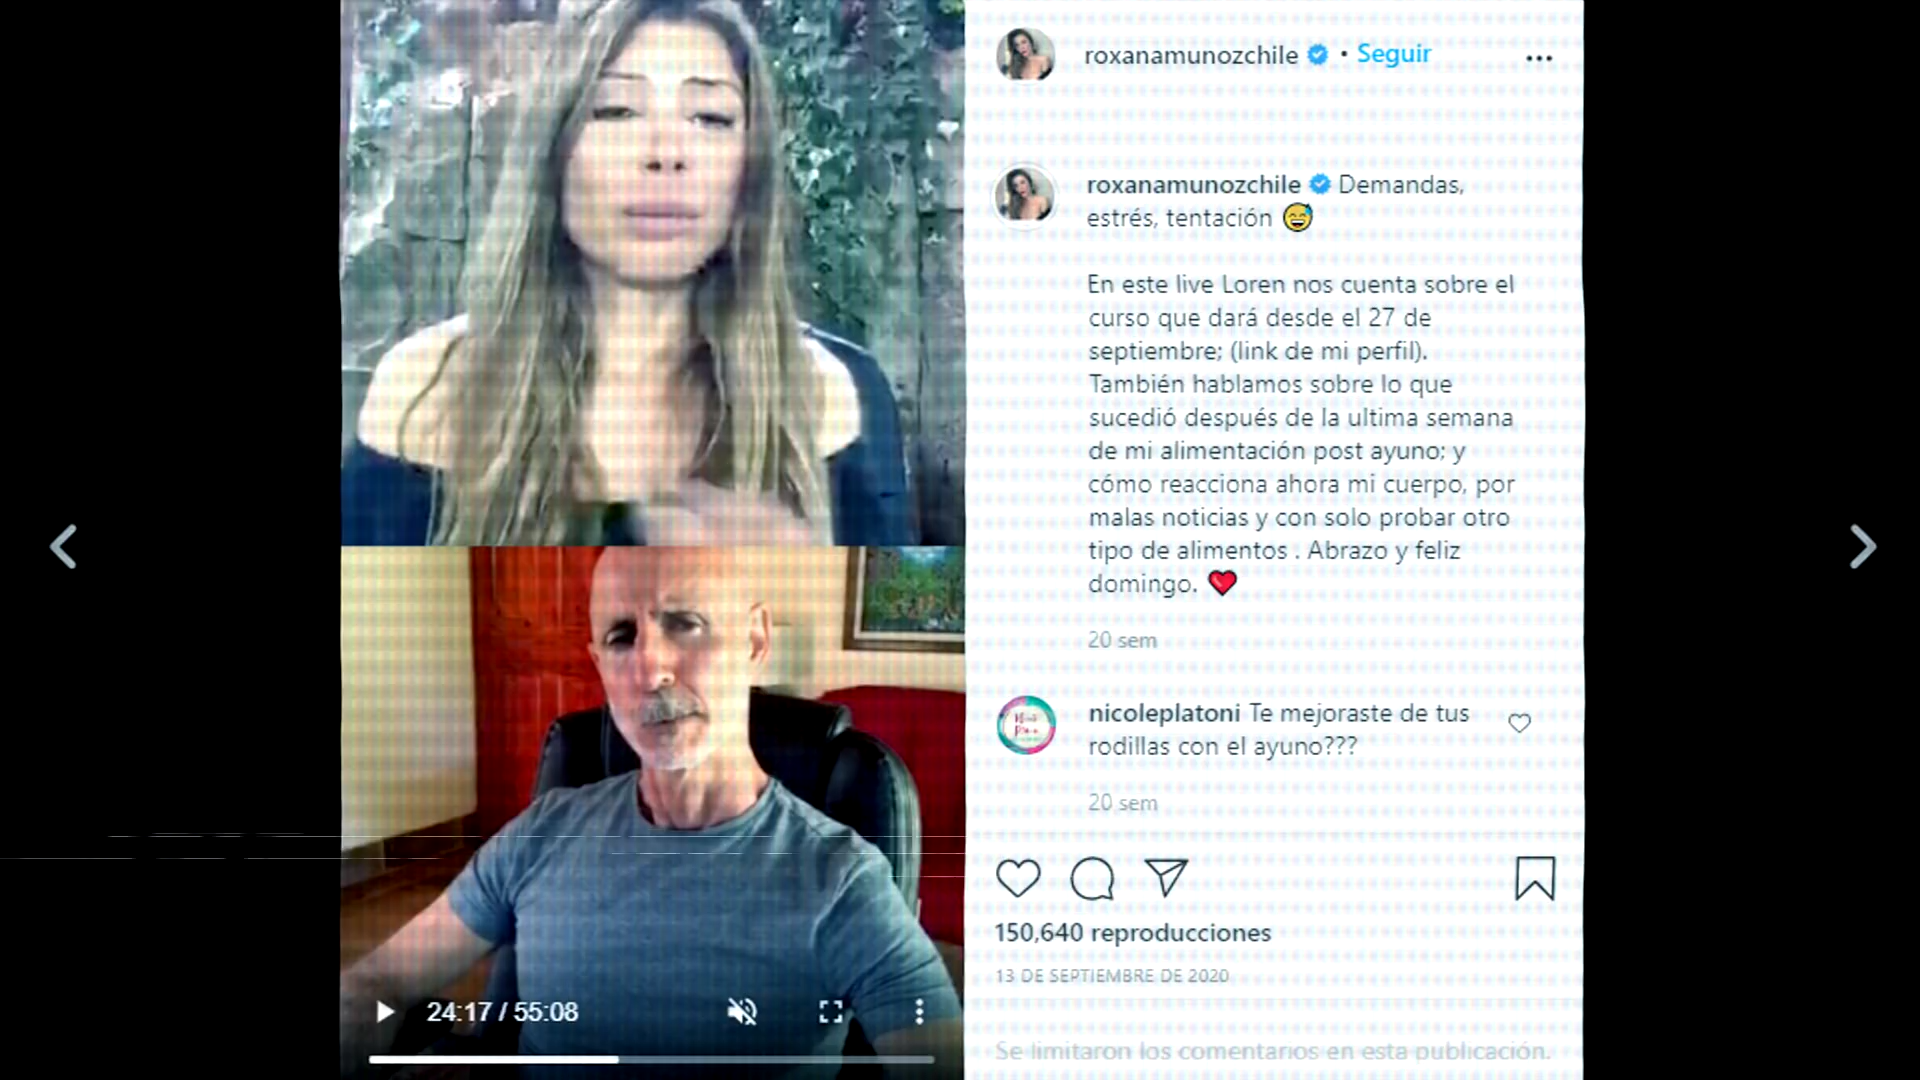 roxanamunozchile • Seguir
roxanamunozchile Demandas,
estrés, tentación 😅
En este live Loren nos cuenta sobre el
curso que dará desde el 27 de
septiembre; (link de mi perfil).
También hablamos sobre lo que
sucedió después de la ultima semana
de mi alimentación post ayuno; y
cómo reacciona ahora mi cuerpo, por
malas noticias y con solo probar otro
tipo de alimentos . Abrazo y feliz
domingo. ❤️
20 sem
nicoleplatoni Te mejoraste de tus
rodillas con el ayuno???
20 sem
150,640 reproducciones
13 DE SEPTIEMBRE DE 2020
Se limitaron los comentarios en esta publicación.
24:17 / 55:08